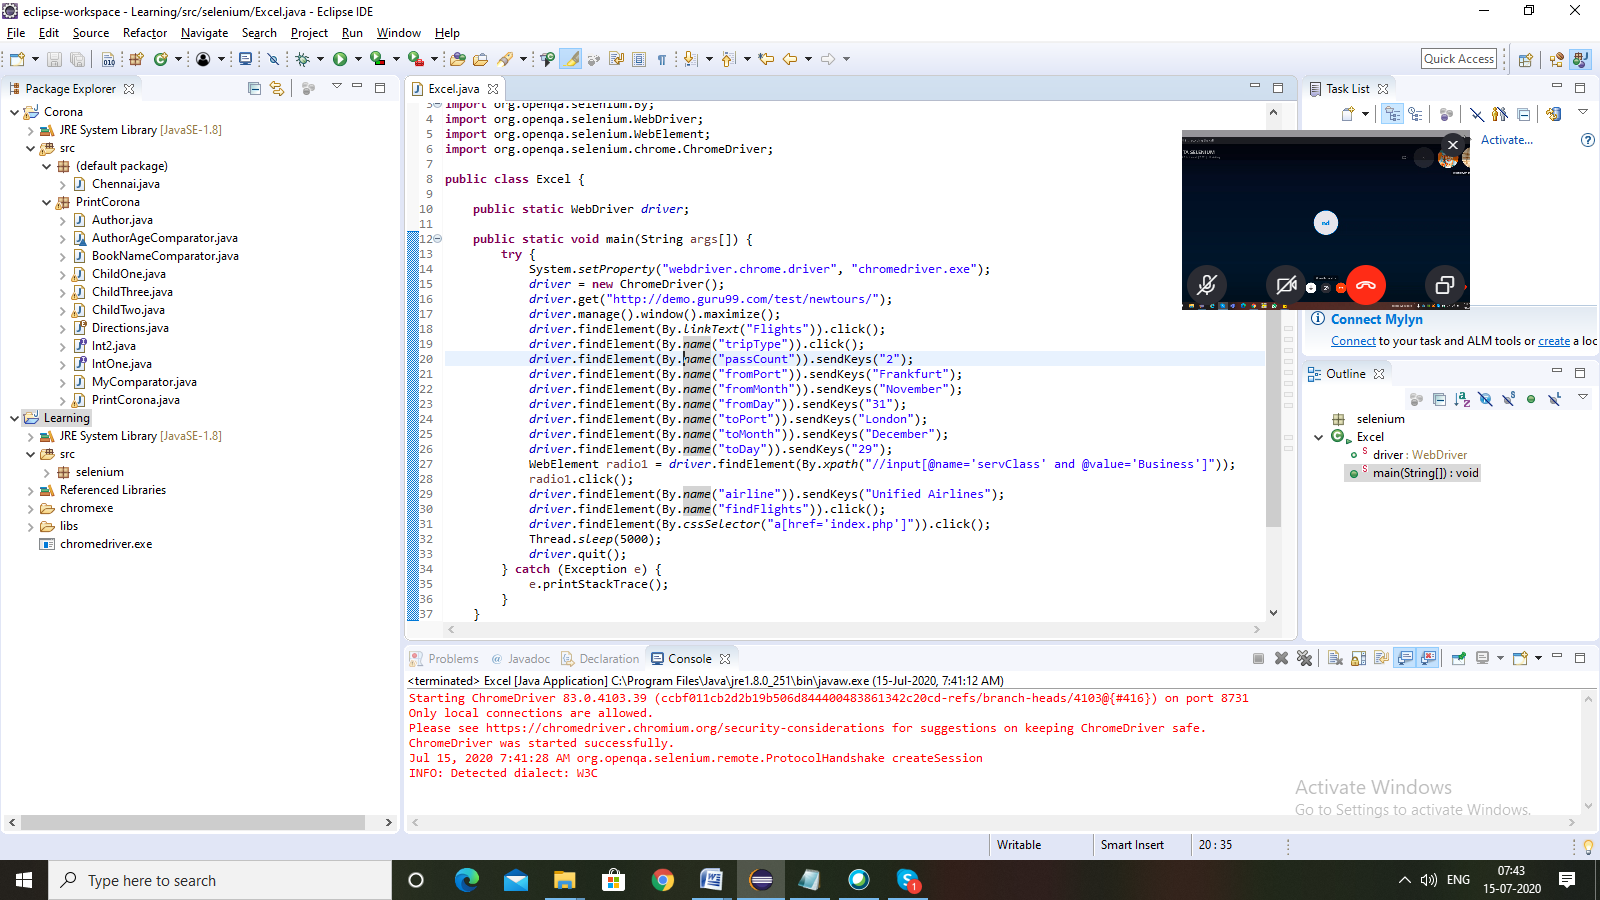 eclipse-workspace - Learning/src/selenium/Excel.java - Eclipse IDE
File Edit Source Refactor Navigate Search Project Run Window Help
Quick Access
Package Explorer
Corona
JRE System Library [JavaSE-1.8]
src
(default package)
Chennai.java
PrintCorona
Author.java
AuthorAgeComparator.java
BookNameComparator.java
ChildOne.java
ChildThree.java
ChildTwo.java
Directions.java
Int2.java
IntOne.java
MyComparator.java
PrintCorona.java
Learning
JRE System Library [JavaSE-1.8]
src
selenium
Referenced Libraries
chromexe
libs
chromedriver.exe
Excel.java
3 import org.openqa.selenium.By;
4 import org.openqa.selenium.WebDriver;
5 import org.openqa.selenium.WebElement;
6 import org.openqa.selenium.chrome.ChromeDriver;
7
8 public class Excel {
9
10 public static WebDriver driver;
11
12 public static void main(String args[]) {
13 try {
14 System.setProperty("webdriver.chrome.driver", "chromedriver.exe");
15 driver = new ChromeDriver();
16 driver.get("http://demo.guru99.com/test/newtours/");
17 driver.manage().window().maximize();
18 driver.findElement(By.linkText("Flights")).click();
19 driver.findElement(By.name("tripType")).click();
20 driver.findElement(By.name("passCount")).sendKeys("2");
21 driver.findElement(By.name("fromPort")).sendKeys("Frankfurt");
22 driver.findElement(By.name("fromMonth")).sendKeys("November");
23 driver.findElement(By.name("fromDay")).sendKeys("31");
24 driver.findElement(By.name("toPort")).sendKeys("London");
25 driver.findElement(By.name("toMonth")).sendKeys("December");
26 driver.findElement(By.name("toDay")).sendKeys("29");
27 WebElement radio1 = driver.findElement(By.xpath("//input[@name='servClass' and @value='Business']"));
28 radio1.click();
29 driver.findElement(By.name("airline")).sendKeys("Unified Airlines");
30 driver.findElement(By.name("findFlights")).click();
31 driver.findElement(By.cssSelector("a[href='index.php']")).click();
32 Thread.sleep(5000);
33 driver.quit();
34 } catch (Exception e) {
35 e.printStackTrace();
36 }
37 }
Task List
Activate...
TA SELENIUM
nd
Connect Mylyn
Connect to your task and ALM tools or create a loc
Outline
selenium
Excel
driver : WebDriver
main(String[]) : void
Problems Javadoc Declaration Console
<terminated> Excel [Java Application] C:\Program Files\Java\jre1.8.0_251\bin\javaw.exe (15-Jul-2020, 7:41:12 AM)
Starting ChromeDriver 83.0.4103.39 (ccbf011cb2d2b19b506d844400483861342c20cd-refs/branch-heads/4103@{#416}) on port 8731
Only local connections are allowed.
Please see https://chromedriver.chromium.org/security-considerations for suggestions on keeping ChromeDriver safe.
ChromeDriver was started successfully.
Jul 15, 2020 7:41:28 AM org.openqa.selenium.remote.ProtocolHandshake createSession
INFO: Detected dialect: W3C
Activate Windows
Go to Settings to activate Windows.
Writable Smart Insert 20 : 35
Type here to search
1
ENG
07:43
15-07-2020